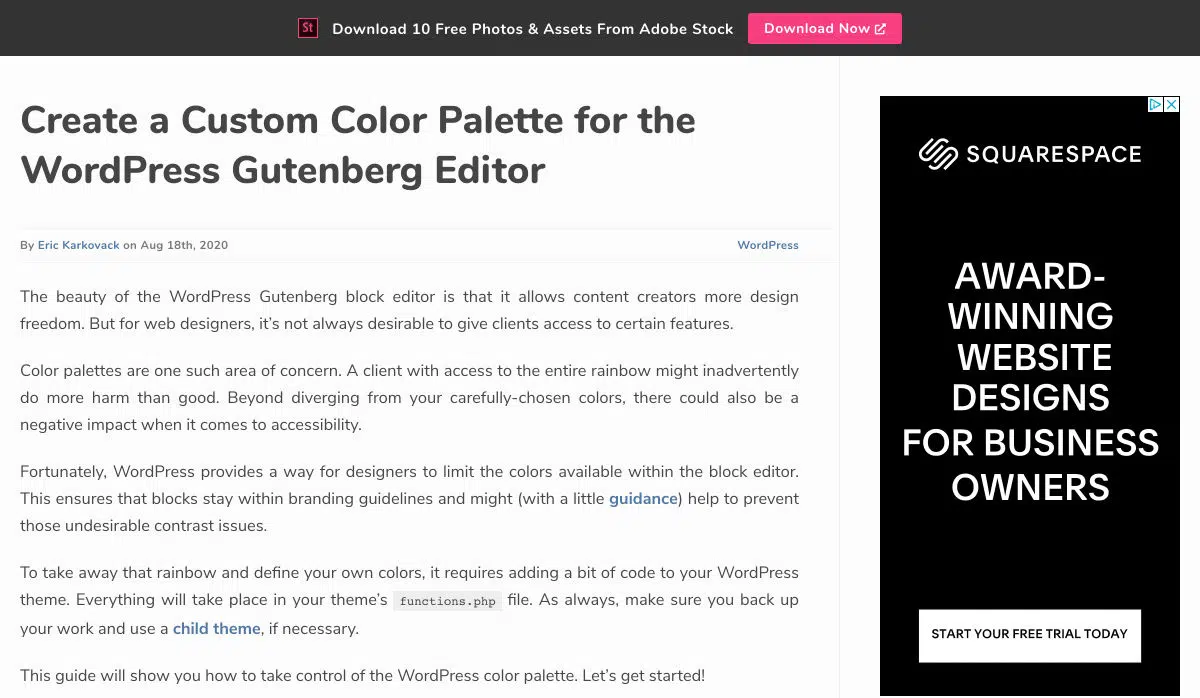 St Download 10 Free Photos & Assets From Adobe Stock Download Now
Create a Custom Color Palette for the
WordPress Gutenberg Editor
By Eric Karkovack on Aug 18th, 2020 WordPress
The beauty of the WordPress Gutenberg block editor is that it allows content creators more design
freedom. But for web designers, it’s not always desirable to give clients access to certain features.
Color palettes are one such area of concern. A client with access to the entire rainbow might inadvertently
do more harm than good. Beyond diverging from your carefully-chosen colors, there could also be a
negative impact when it comes to accessibility.
Fortunately, WordPress provides a way for designers to limit the colors available within the block editor.
This ensures that blocks stay within branding guidelines and might (with a little guidance) help to prevent
those undesirable contrast issues.
To take away that rainbow and define your own colors, it requires adding a bit of code to your WordPress
theme. Everything will take place in your theme’s functions.php file. As always, make sure you back up
your work and use a child theme, if necessary.
This guide will show you how to take control of the WordPress color palette. Let’s get started!
SQUARESPACE
AWARD-
WINNING
WEBSITE
DESIGNS
FOR BUSINESS
OWNERS
START YOUR FREE TRIAL TODAY